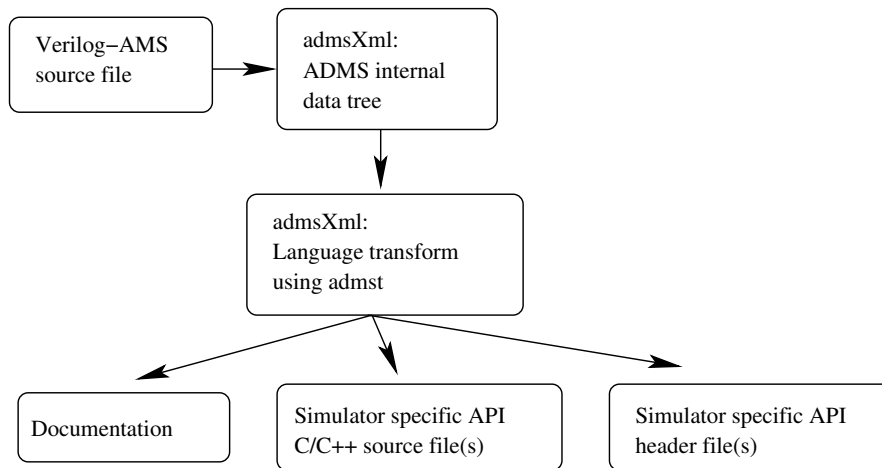 Verilog−AMS
source file
admsXml:
ADMS internal
data tree
admsXml:
Language transform
using admst
Documentation
Simulator specific API
C/C++ source file(s)
Simulator specific API
header file(s)